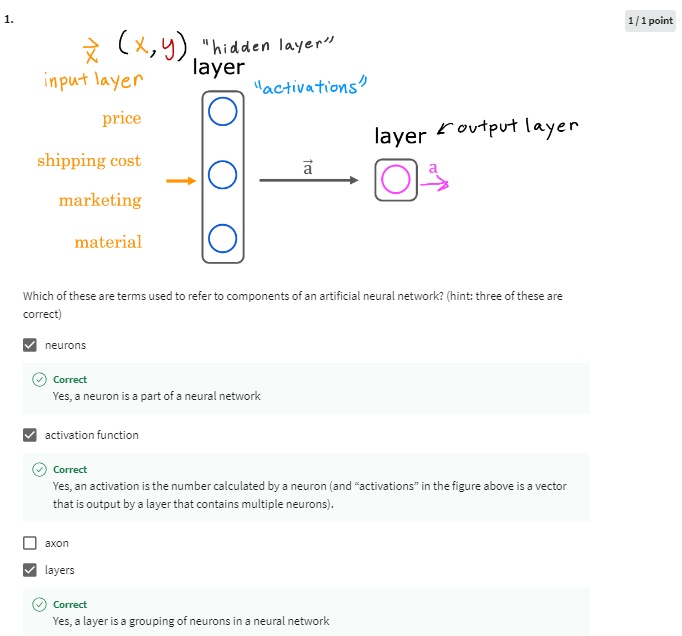 1.
1 / 1 point
x⃗ (x,y) "hidden layer"
layer
input layer
"activations"
price
layer output layer
shipping cost
a⃗
a
marketing
material
Which of these are terms used to refer to components of an artificial neural network? (hint: three of these are
correct)
neurons
Correct
Yes, a neuron is a part of a neural network
activation function
Correct
Yes, an activation is the number calculated by a neuron (and “activations” in the figure above is a vector
that is output by a layer that contains multiple neurons).
axon
layers
Correct
Yes, a layer is a grouping of neurons in a neural network